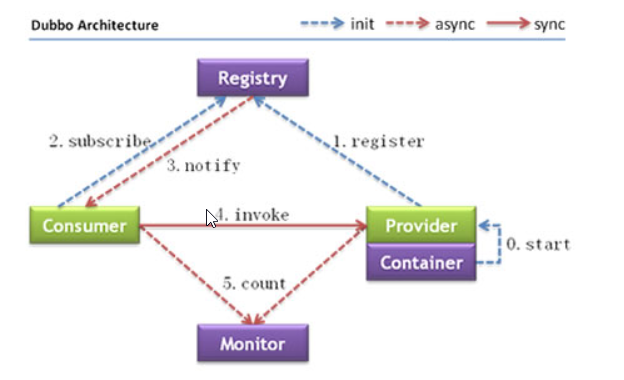 Dubbo Architecture
init
async
sync
Registry
2. subscribe
1. register
3. notify
Consumer
4. invoke
Provider
Container
0. start
5. count
Monitor